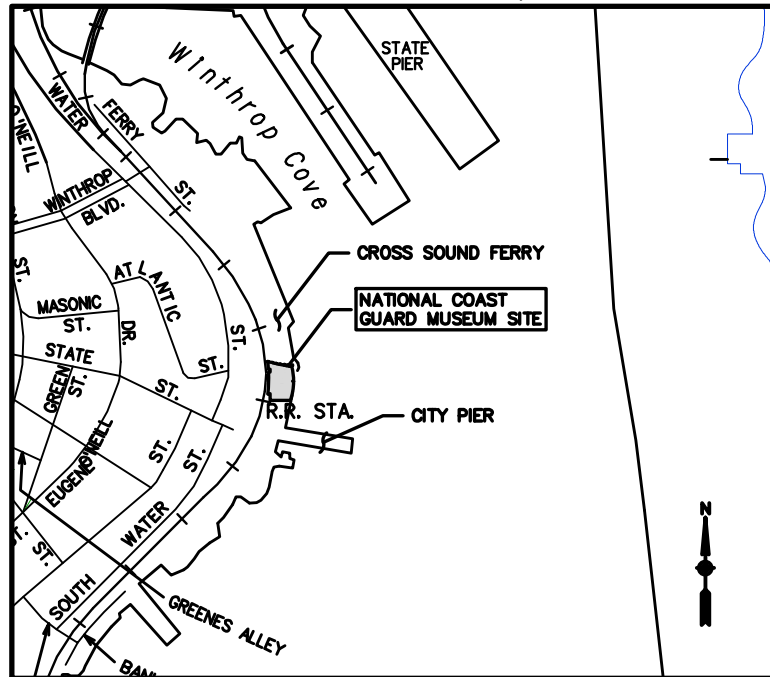 STATE
PIER
Winthrop Cove
WATER
FERRY
ST.
O'NEILL
WINTHROP
BLVD.
ST.
ATLANTIC
CROSS SOUND FERRY
MASONIC
ST.
DR.
ST.
NATIONAL COAST
GUARD MUSEUM SITE
STATE
ST.
ST.
GREEN
ST.
R.R. STA.
CITY PIER
EUGENE
O'NEILL
ST.
ST.
WATER
ST.
SOUTH
GREENES ALLEY
N